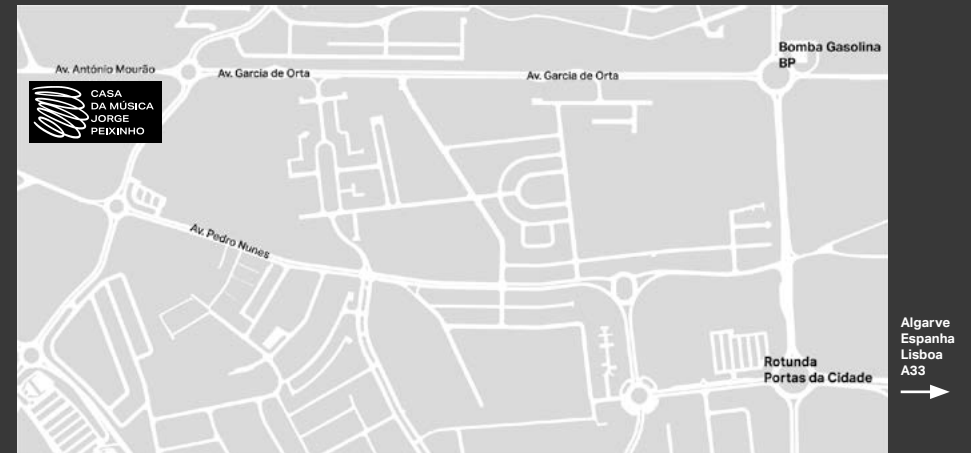 Bomba Gasolina
BP
Av. António Mourão
Av. Garcia de Orta
Av. Garcia de Orta
CASA
DA MÚSICA
JORGE
PEIXINHO
Av. Pedro Nunes
Algarve
Espanha
Lisboa
A33
Rotunda
Portas da Cidade